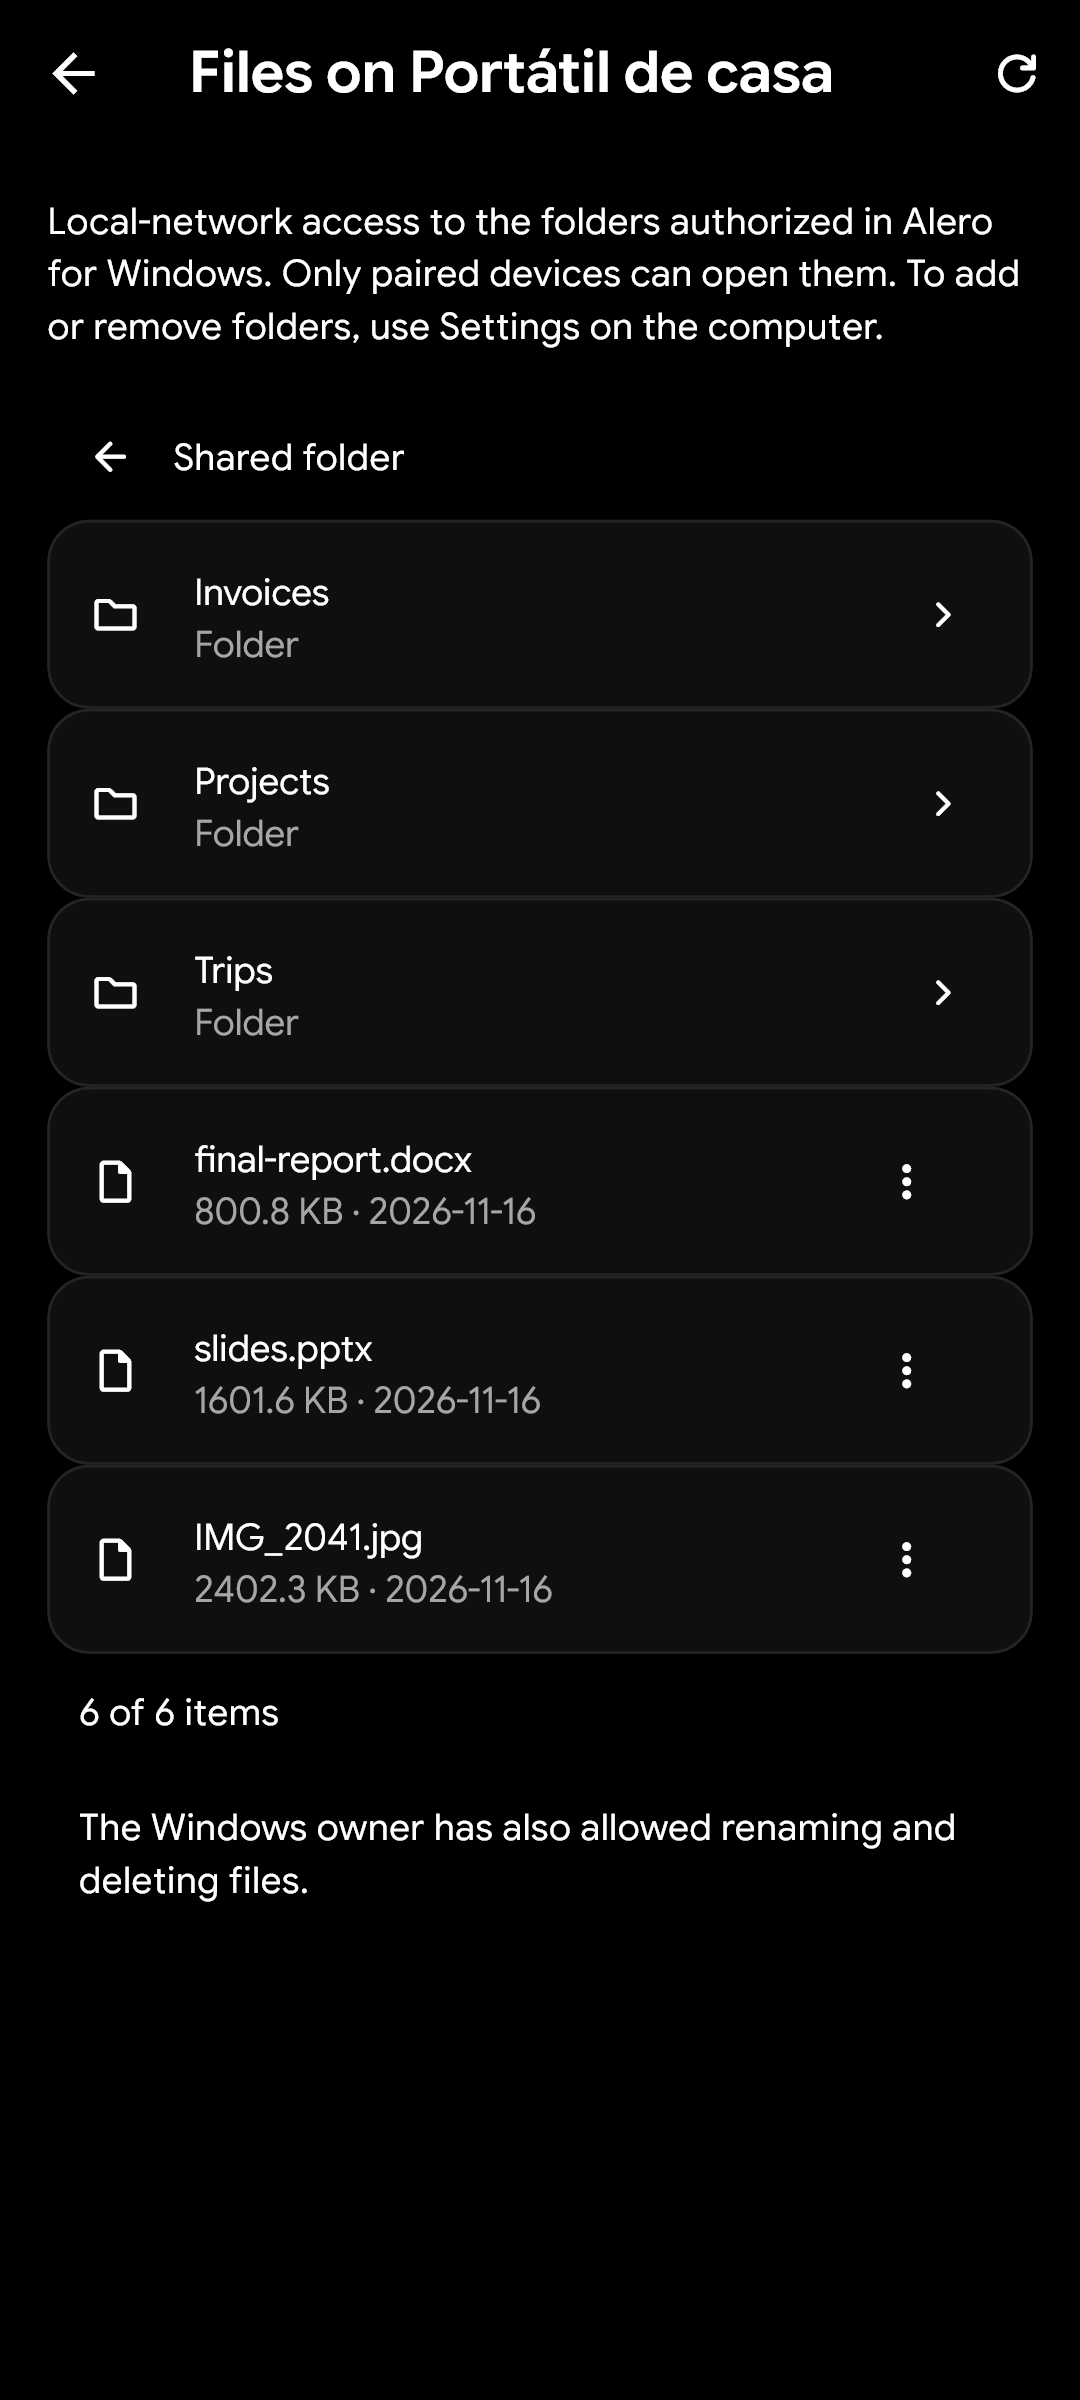 Files on Portátil de casa
Local-network access to the folders authorized in Alero
for Windows. Only paired devices can open them. To add
or remove folders, use Settings on the computer.
Shared folder
Invoices
Folder
Projects
Folder
Trips
Folder
final-report.docx
800.8 KB · 2026-11-16
slides.pptx
1601.6 KB · 2026-11-16
IMG_2041.jpg
2402.3 KB · 2026-11-16
6 of 6 items
The Windows owner has also allowed renaming and
deleting files.